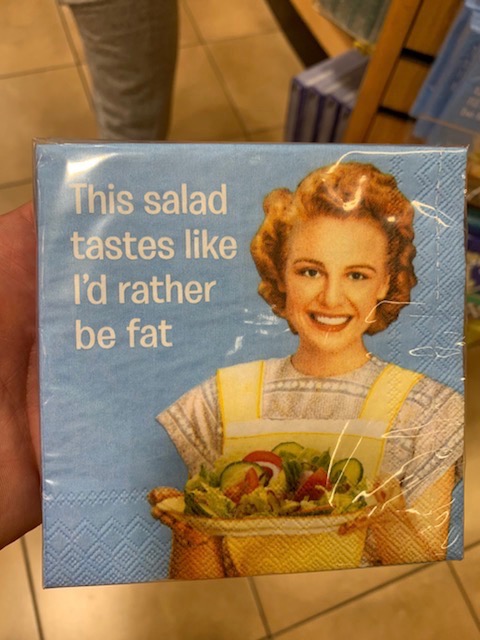 This salad
tastes like
I'd rather
be fat